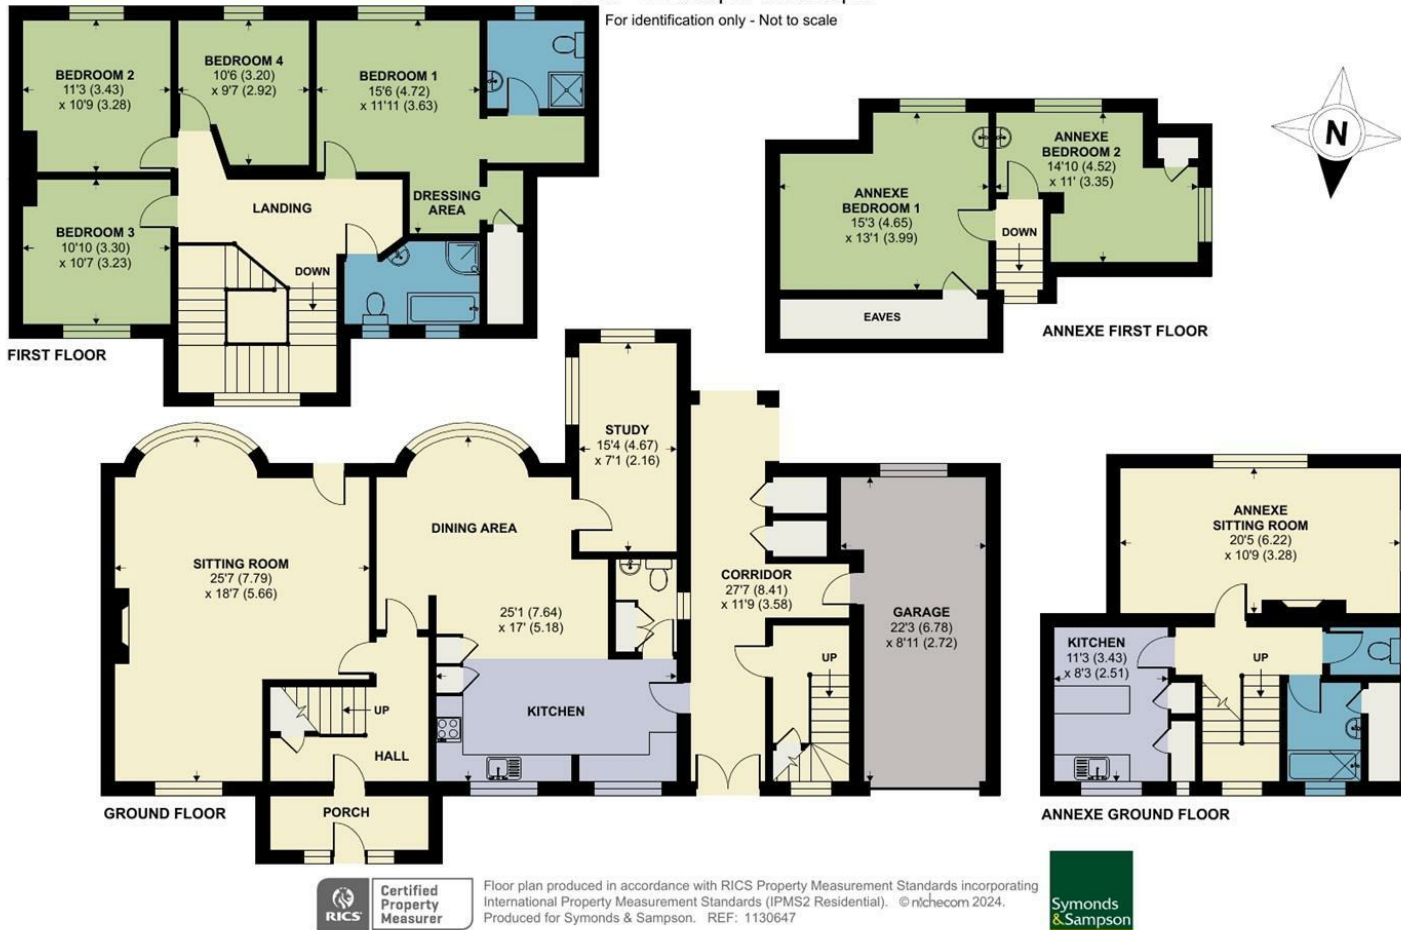 For identification only - Not to scale
BEDROOM 2
11'3 (3.43)
x 10'9 (3.28)
BEDROOM 4
10'6 (3.20)
x 9'7 (2.92)
BEDROOM 1
15'6 (4.72)
x 11'11 (3.63)
BEDROOM 3
10'10 (3.30)
x 10'7 (3.23)
LANDING
DRESSING
AREA
DOWN
FIRST FLOOR
ANNEXE
BEDROOM 1
15'3 (4.65)
x 13'1 (3.99)
ANNEXE
BEDROOM 2
14'10 (4.52)
x 11' (3.35)
DOWN
EAVES
ANNEXE FIRST FLOOR
N
SITTING ROOM
25'7 (7.79)
x 18'7 (5.66)
DINING AREA
25'1 (7.64)
x 17' (5.18)
STUDY
15'4 (4.67)
x 7'1 (2.16)
CORRIDOR
27'7 (8.41)
x 11'9 (3.58)
GARAGE
22'3 (6.78)
x 8'11 (2.72)
UP
KITCHEN
UP
HALL
PORCH
GROUND FLOOR
ANNEXE
SITTING ROOM
20'5 (6.22)
x 10'9 (3.28)
KITCHEN
11'3 (3.43)
x 8'3 (2.51)
UP
ANNEXE GROUND FLOOR
RICS
Certified
Property
Measurer
Floor plan produced in accordance with RICS Property Measurement Standards incorporating
International Property Measurement Standards (IPMS2 Residential). © nichecom 2024.
Produced for Symonds & Sampson. REF: 1130647
Symonds
&Sampson